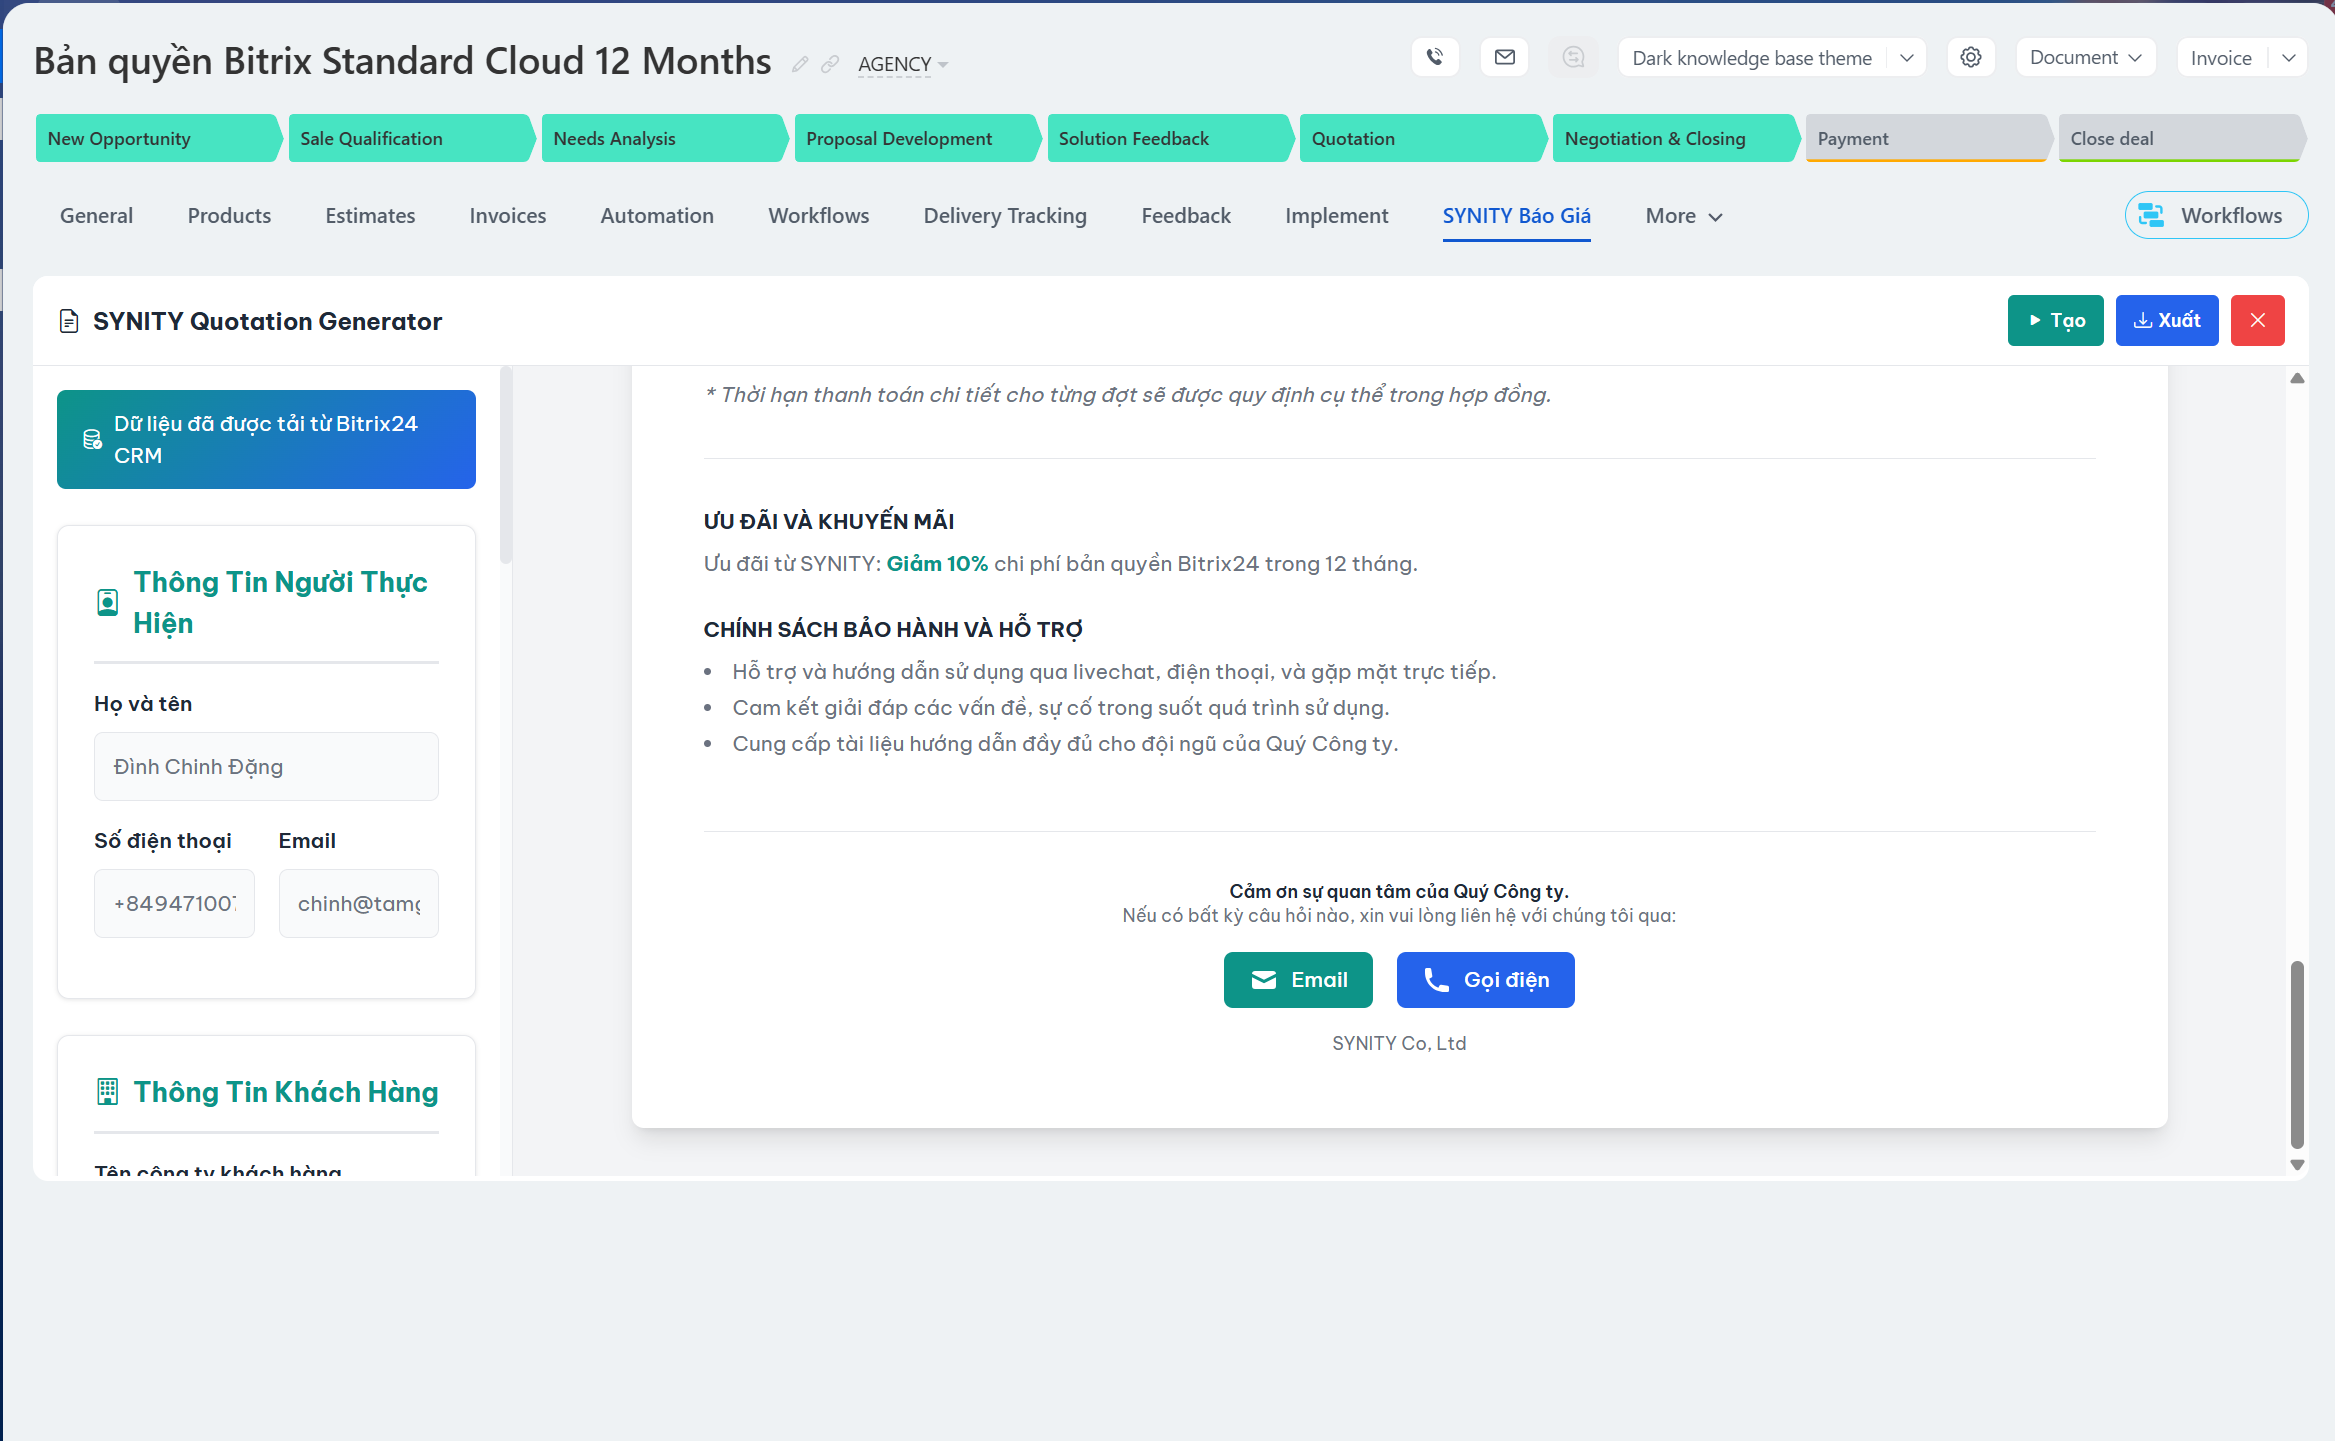 Bản quyền Bitrix Standard Cloud 12 Months
AGENCY
Dark knowledge base theme
Document
Invoice
New Opportunity
Sale Qualification
Needs Analysis
Proposal Development
Solution Feedback
Quotation
Negotiation & Closing
Payment
Close deal
General
Products
Estimates
Invoices
Automation
Workflows
Delivery Tracking
Feedback
Implement
SYNITY Báo Giá
More
Workflows
SYNITY Quotation Generator
Tạo
Xuất
Dữ liệu đã được tải từ Bitrix24
CRM
Thông Tin Người Thực
Hiện
Họ và tên
Đình Chinh Đặng
Số điện thoại
Email
+849471007
chinh@tamg
Thông Tin Khách Hàng
Tên công ty khách hàng
* Thời hạn thanh toán chi tiết cho từng đợt sẽ được quy định cụ thể trong hợp đồng.
ƯU ĐÃI VÀ KHUYẾN MÃI
Ưu đãi từ SYNITY: Giảm 10% chi phí bản quyền Bitrix24 trong 12 tháng.
CHÍNH SÁCH BẢO HÀNH VÀ HỖ TRỢ
• Hỗ trợ và hướng dẫn sử dụng qua livechat, điện thoại, và gặp mặt trực tiếp.
• Cam kết giải đáp các vấn đề, sự cố trong suốt quá trình sử dụng.
• Cung cấp tài liệu hướng dẫn đầy đủ cho đội ngũ của Quý Công ty.
Cảm ơn sự quan tâm của Quý Công ty.
Nếu có bất kỳ câu hỏi nào, xin vui lòng liên hệ với chúng tôi qua:
Email
Gọi điện
SYNITY Co, Ltd